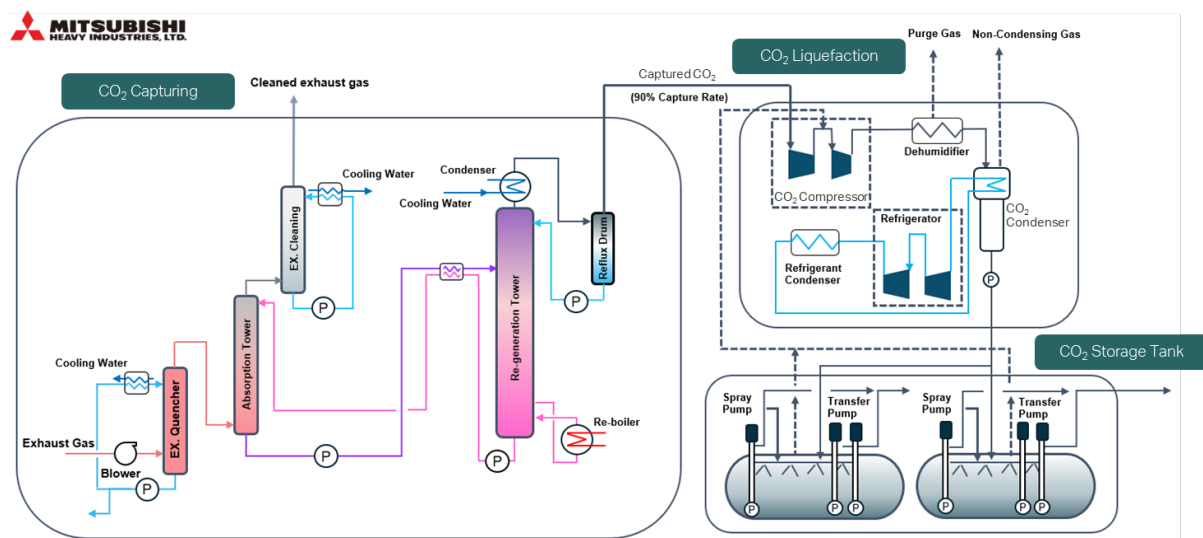 MITSUBISHI
HEAVY INDUSTRIES, LTD.
CO₂ Capturing
Cleaned exhaust gas
Cooling Water
EX. Cleaning
P
Absorption Tower
Cooling Water
EX. Quencher
Exhaust Gas
Blower
P
P
Condenser
Cooling Water
Re-generation Tower
Reflux Drum
P
Re-boiler
P
Captured CO₂
(90% Capture Rate)
CO₂ Liquefaction
Purge Gas
Non-Condensing Gas
Dehumidifier
CO₂ Compressor
Refrigerator
CO₂
Condenser
Refrigerant
Condenser
P
CO₂ Storage Tank
Spray
Pump
Transfer
Pump
P
P
P
Spray
Pump
Transfer
Pump
P
P
P